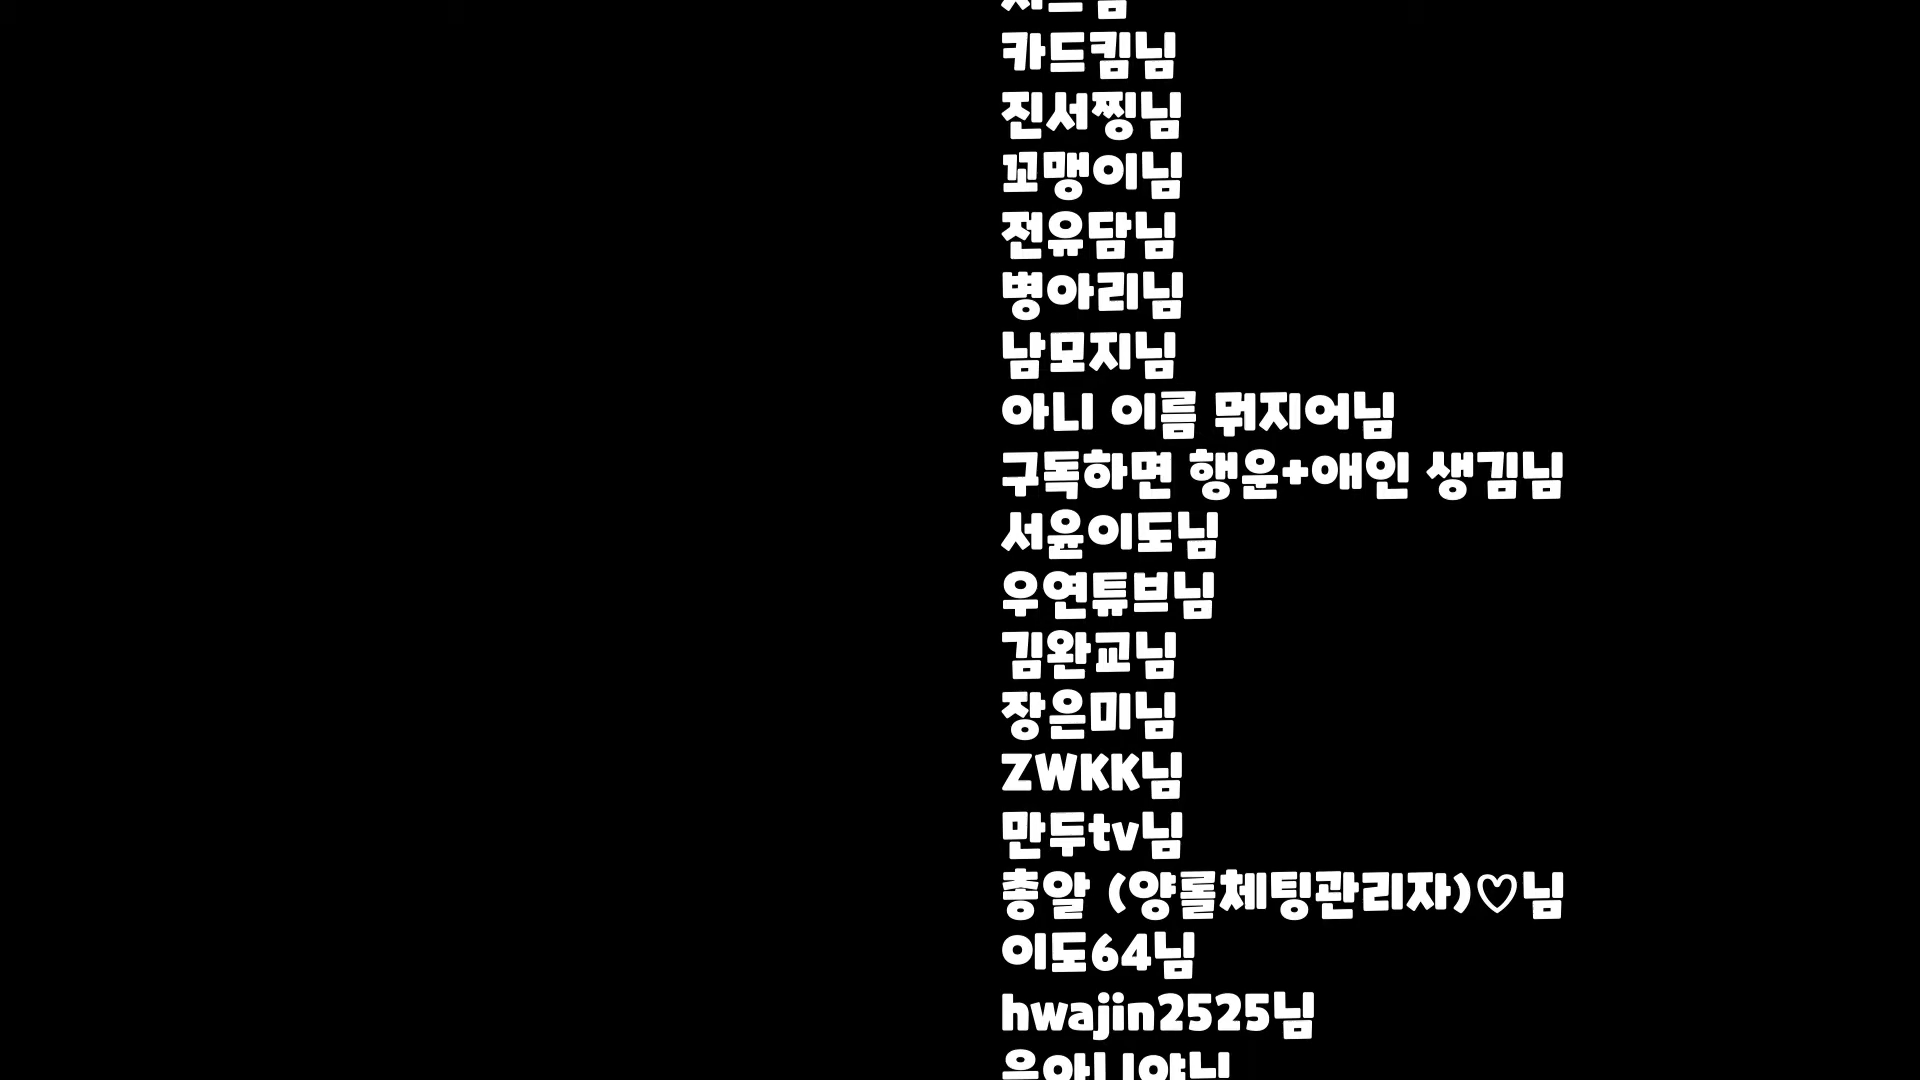 카드킴님
진서찡님
꼬맹이님
전유담님
병아리님
남모지님
아니 이름 뭐지어님
구독하면 행운+애인 생김님
서윤이도님
우연튜브님
김완교님
장은미님
ZWKK님
만두tv님
총알 (양롤체팅관리자)♡님
이도64님
hwajin2525님